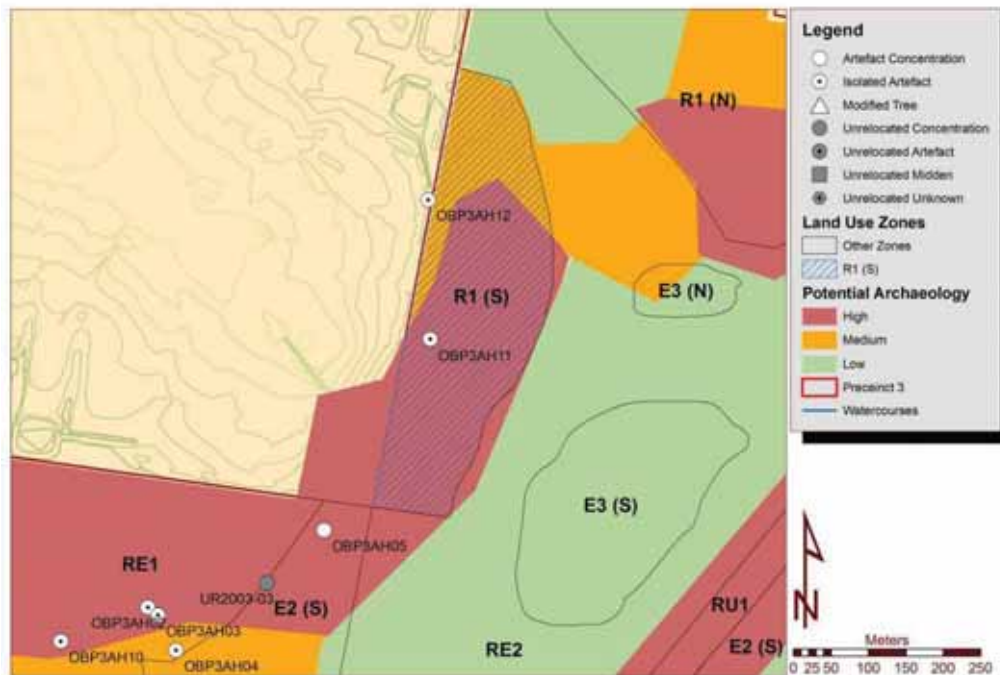 R1 (N)
OBP3AH12
E3 (N)
R1 (S)
OBP3AH11
E3 (S)
OBP3AH05
RE1
UR2003-03
E2 (S)
RU1
OBP3AH02
OBP3AH03
OBP3AH10
OBP3AH04
RE2
E2 (S)
Legend
Artefact Concentration
Isolated Artefact
Modified Tree
Unrelocated Concentration
Unrelocated Artefact
Unrelocated Midden
Unrelocated Unknown
Land Use Zones
Other Zones
R1 (S)
Potential Archaeology
High
Medium
Low
Preceinct 3
Watercourses
N
Meters
0 25 50 100 150 200 250